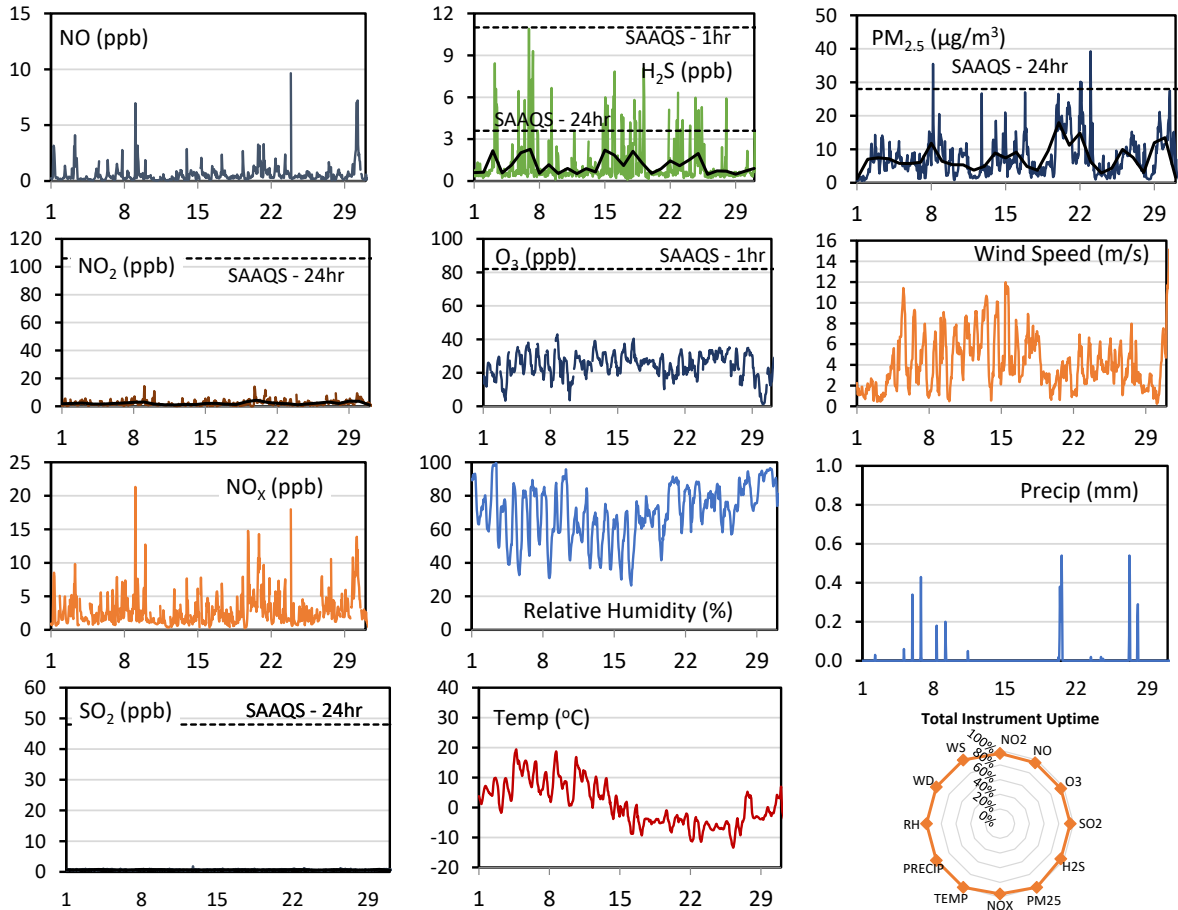 NO (ppb)
15
10
5
0
1 8 15 22 29
H₂S (ppb)
SAAQS - 1hr
SAAQS - 24hr
12
9
6
3
0
1 8 15 22 29
PM₂.₅ (µg/m³)
SAAQS - 24hr
50
40
30
20
10
0
1 8 15 22 29
NO₂ (ppb)
SAAQS - 24hr
120
100
80
60
40
20
0
1 8 15 22 29
O₃ (ppb)
SAAQS - 1hr
100
80
60
40
20
0
1 8 15 22 29
Wind Speed (m/s)
16
14
12
10
8
6
4
2
0
1 8 15 22 29
NOₓ (ppb)
25
20
15
10
5
0
1 8 15 22 29
100
80
60
40
20
0
Relative Humidity (%)
1 8 15 22 29
Precip (mm)
1.0
0.8
0.6
0.4
0.2
0.0
1 8 15 22 29
SO₂ (ppb)
SAAQS - 24hr
60
50
40
30
20
10
0
1 8 15 22 29
Temp (°C)
40
30
20
10
0
-10
-20
1 8 15 22 29
Total Instrument Uptime
100%
80%
60%
40%
20%
0%
NO2
NO
O3
SO2
H2S
PM25
NOX
TEMP
PRECIP
RH
WD
WS